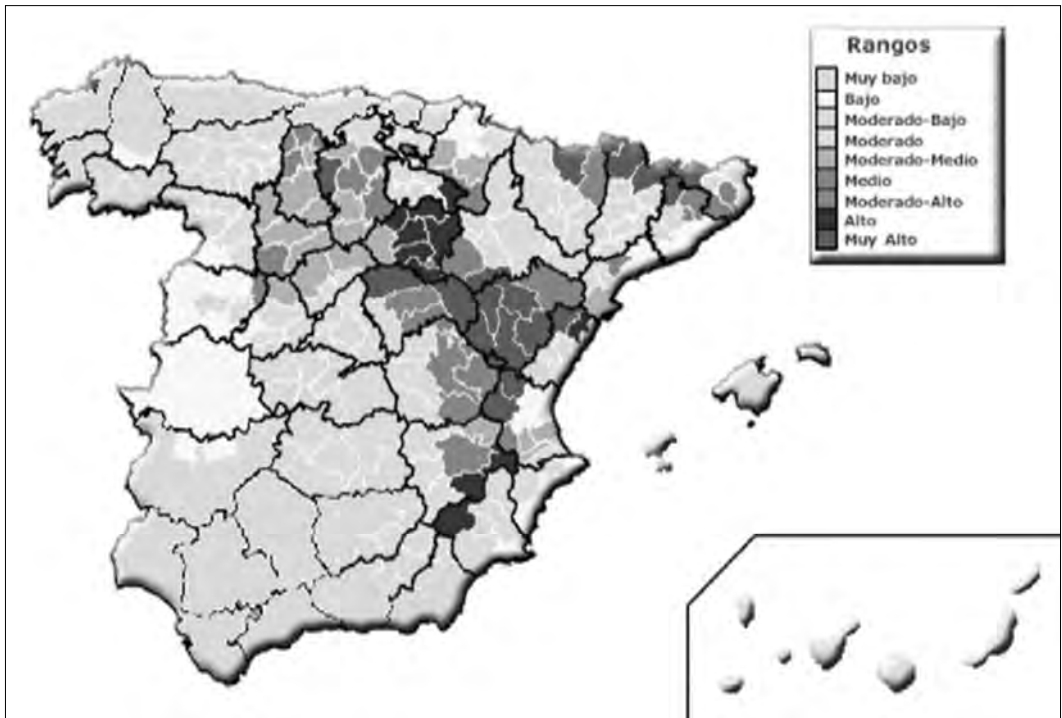 Rangos
Muy bajo
Bajo
Moderado-Bajo
Moderado
Moderado-Medio
Medio
Moderado-Alto
Alto
Muy Alto